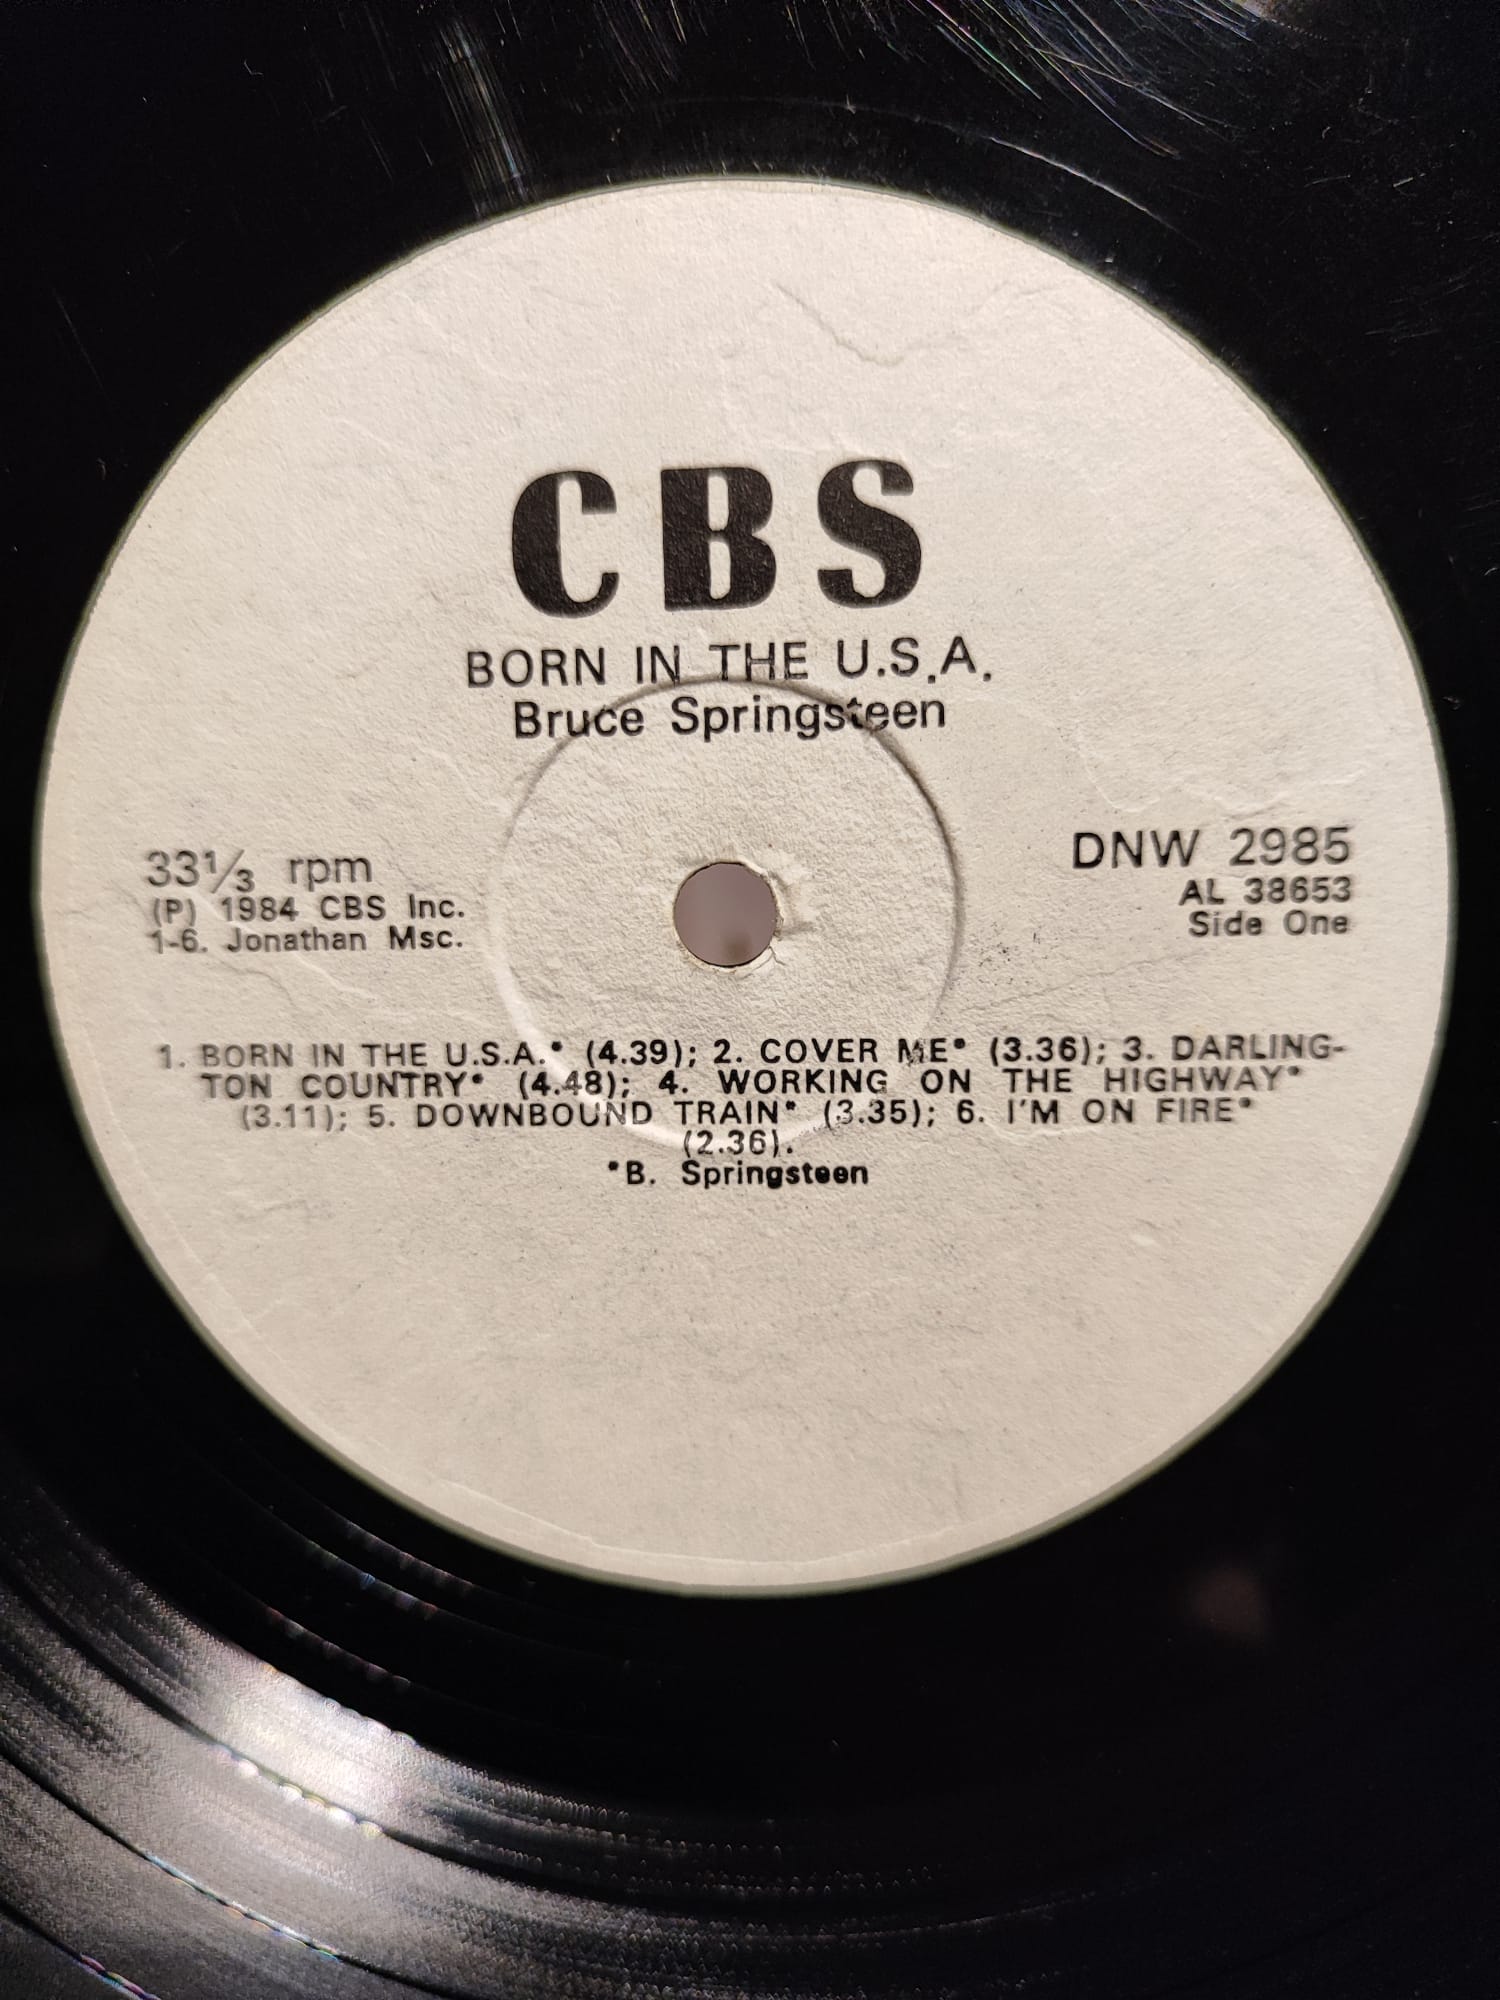 CBS
BORN IN THE U.S.A.
Bruce Springsteen
33⅓ rpm
(P) 1984 CBS Inc.
1-6. Jonathan Msc.
DNW 2985
AL 38653
Side One
1. BORN IN THE U.S.A.* (4.39); 2. COVER ME* (3.36); 3. DARLING-
TON COUNTRY* (4.48); 4. WORKING ON THE HIGHWAY*
(3.11); 5. DOWNBOUND TRAIN* (3.35); 6. I'M ON FIRE*
(2.36).
*B. Springsteen